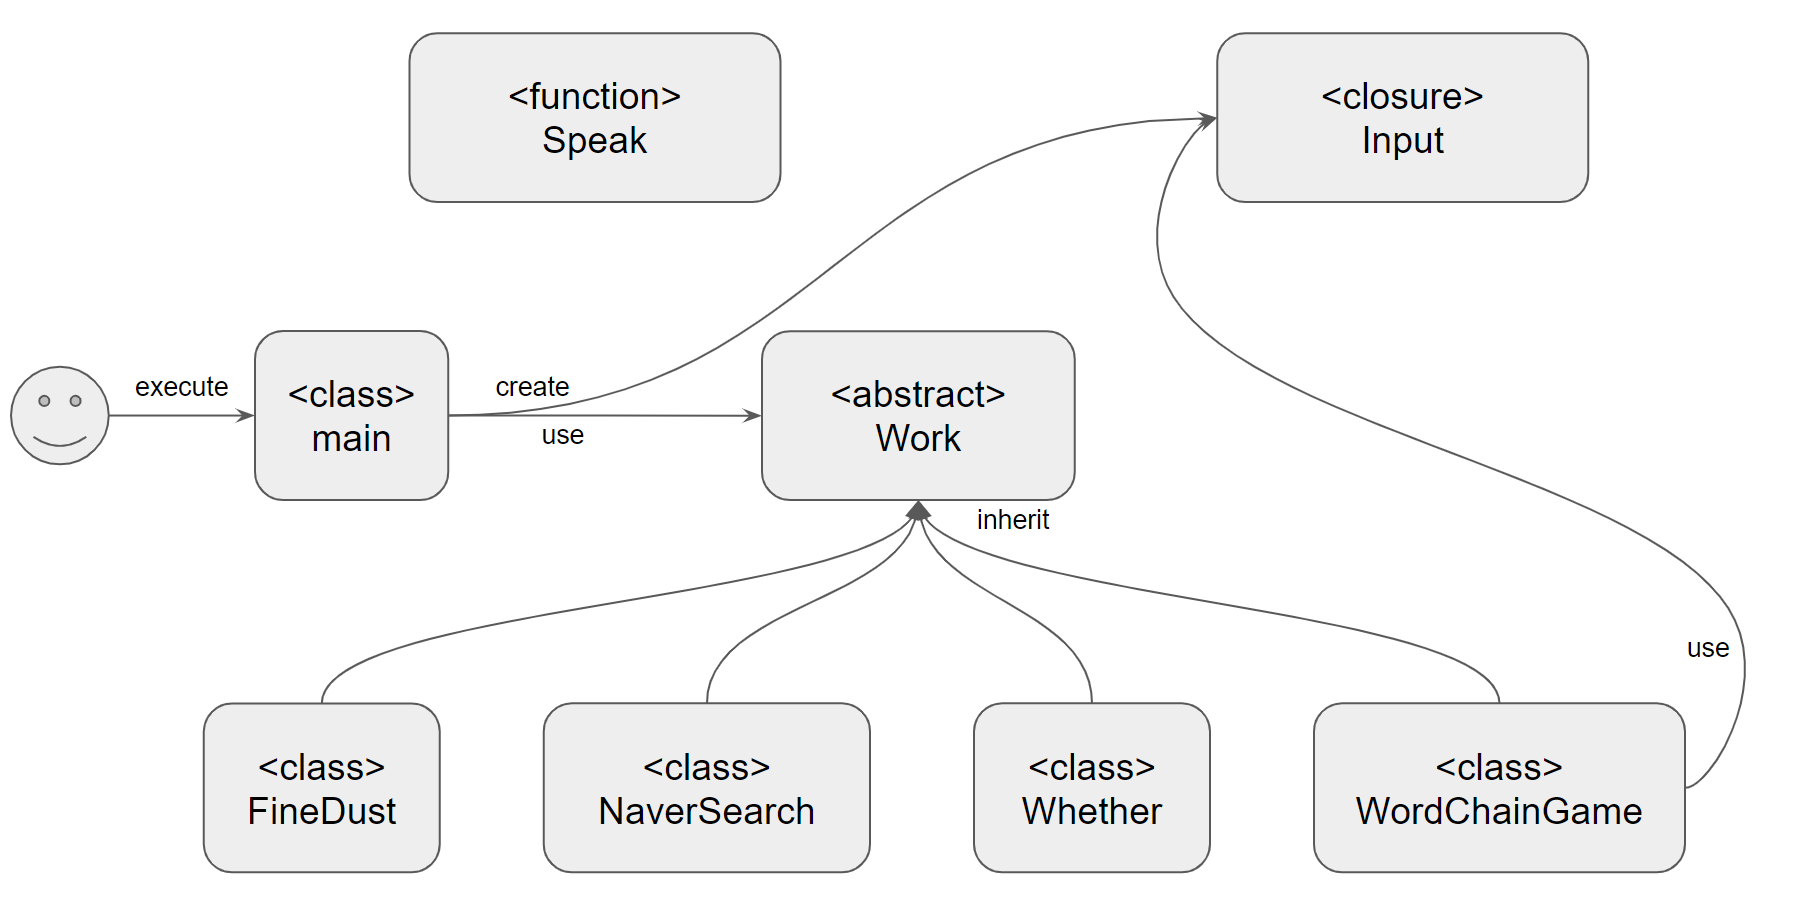 <function>
Speak
<closure>
Input
execute
<class>
main
create
use
<abstract>
Work
inherit
use
<class>
FineDust
<class>
NaverSearch
<class>
Whether
<class>
WordChainGame